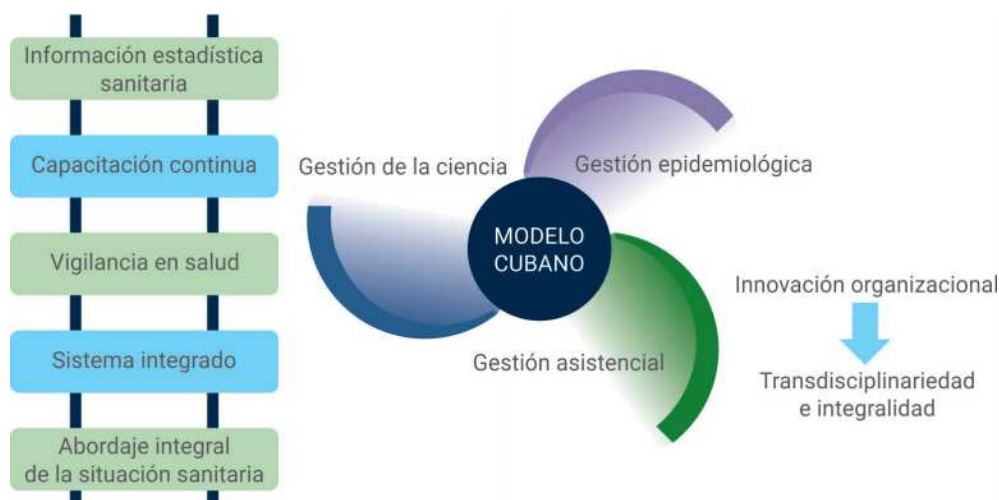 Información estadística
sanitaria
Capacitación continua
Vigilancia en salud
Sistema integrado
Abordaje integral
de la situación sanitaria
Gestión de la ciencia
Gestión epidemiológica
MODELO
CUBANO
Gestión asistencial
Innovación organizacional
Transdisciplinariedad
e integralidad